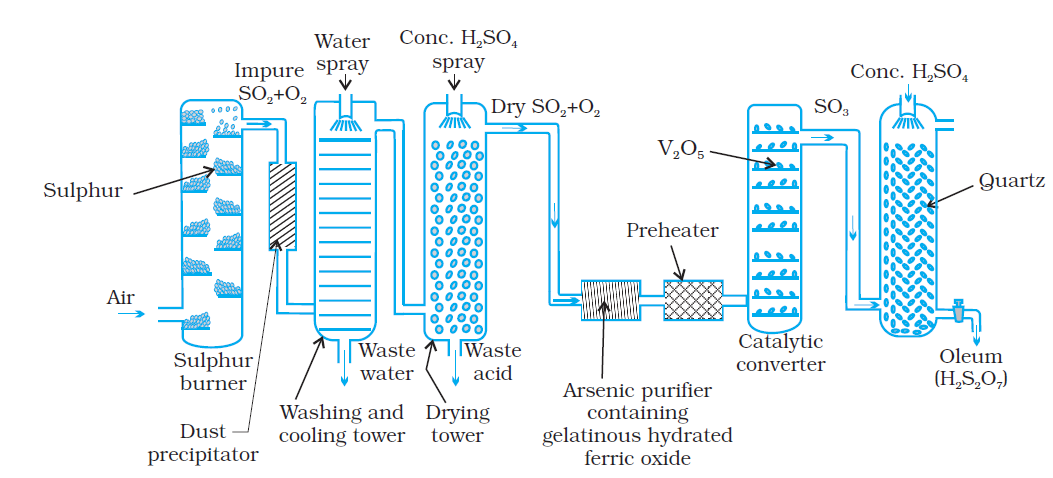 Water
spray
Conc. H₂SO₄
spray
Impure
SO₂+O₂
Dry SO₂+O₂
Conc. H₂SO₄
SO₃
V₂O₅
Quartz
Sulphur
Preheater
Air
Sulphur
burner
Waste
water
Waste
acid
Catalytic
converter
Oleum
(H₂S₂O₇)
Washing and
cooling tower
Drying
tower
Arsenic purifier
containing
gelatinous hydrated
ferric oxide
Dust
precipitator